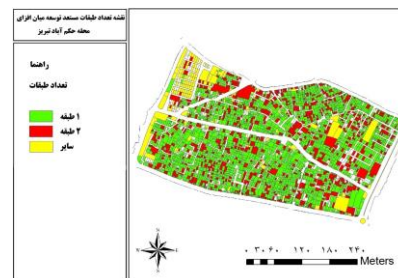 نقشه تعداد طبقات مستعد توسعه میان افزای
محله حکم آباد تبریز
راهنما
تعداد طبقات
۱ طبقه
۲ طبقه
سایر
۰ ۳۰ ۶۰ ۱۲۰ ۱۸۰ ۲۴۰
Meters